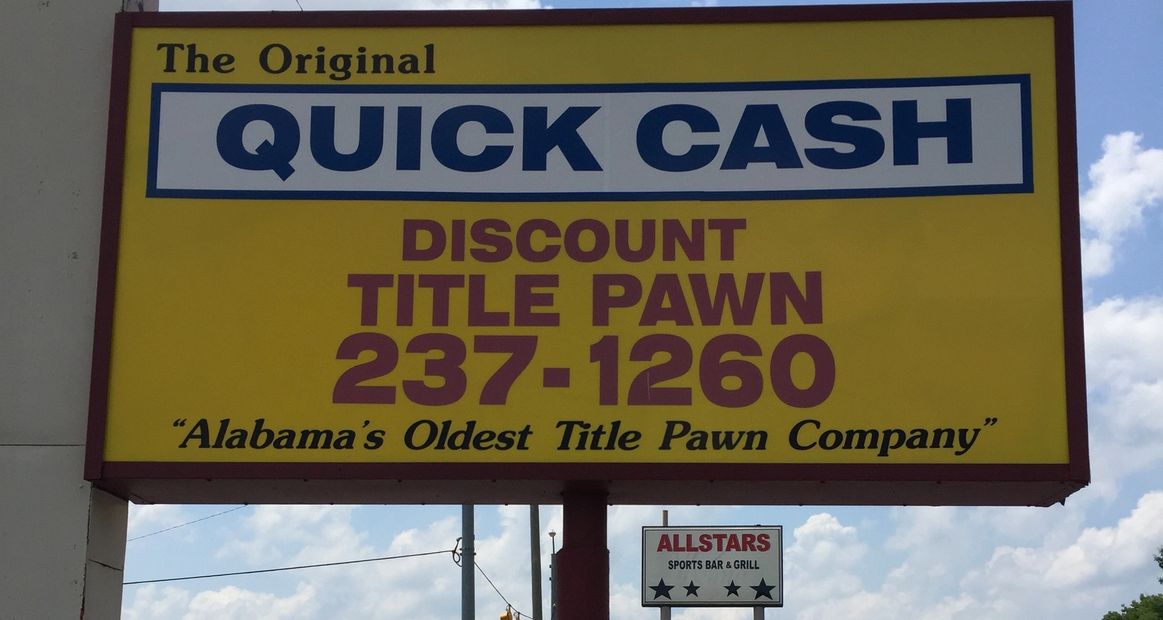 The Original
QUICK CASH
DISCOUNT
TITLE PAWN
237-1260
"Alabama's Oldest Title Pawn Company"
ALLSTARS
SPORTS BAR & GRILL